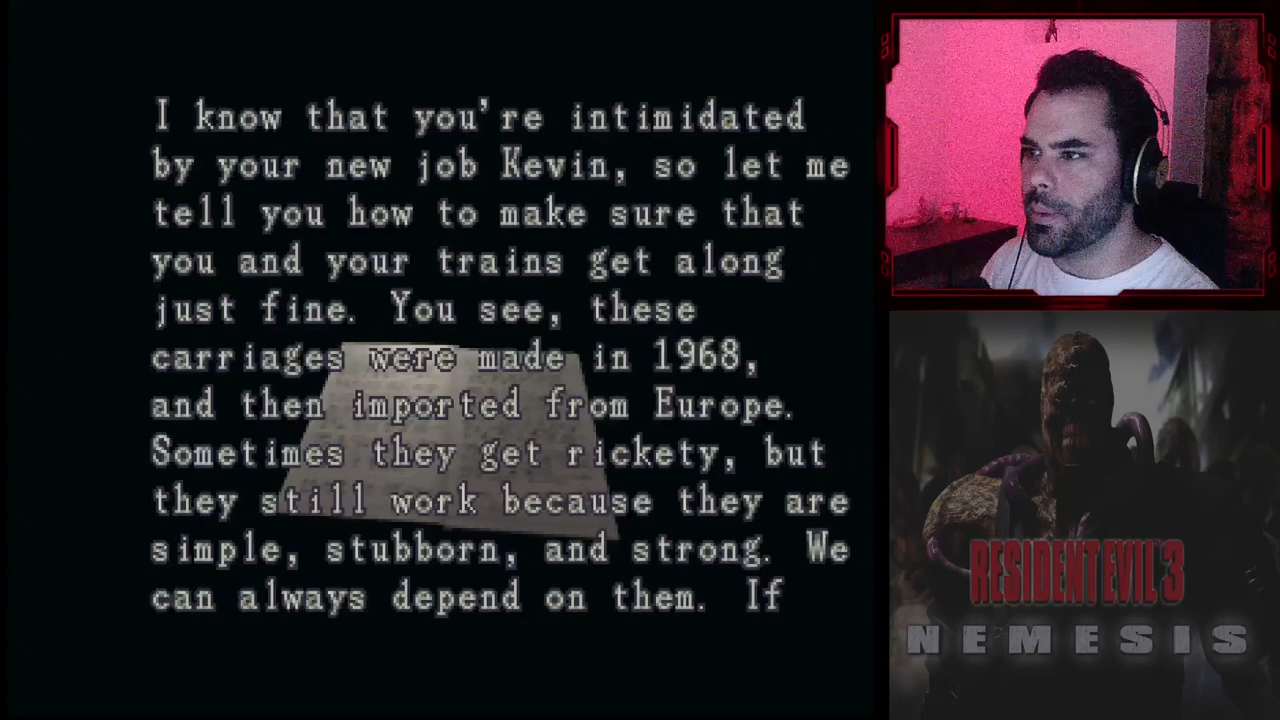 I know that you're intimidated
by your new job Kevin, so let me
tell you how to make sure that
you and your trains get along
just fine. You see, these
carriages were made in 1968,
and then imported from Europe.
Sometimes they get rickety, but
they still work because they are
simple, stubborn, and strong. We
can always depend on them. If
RESIDENT EVIL 3
NEMESIS